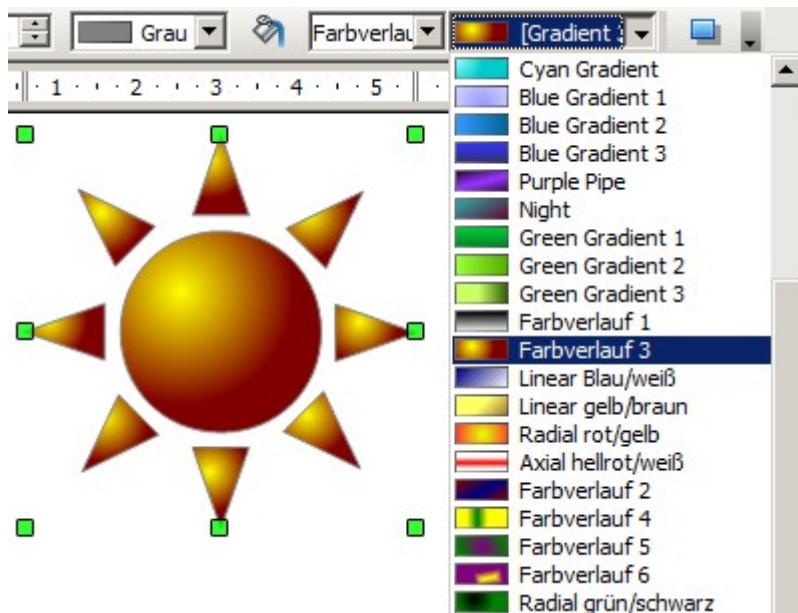 Grau Farbverlau [Gradient
1 2 3 4 5
Cyan Gradient
Blue Gradient 1
Blue Gradient 2
Blue Gradient 3
Purple Pipe
Night
Green Gradient 1
Green Gradient 2
Green Gradient 3
Farbverlauf 1
Farbverlauf 3
Linear Blau/weiß
Linear gelb/braun
Radial rot/gelb
Axial hellrot/weiß
Farbverlauf 2
Farbverlauf 4
Farbverlauf 5
Farbverlauf 6
Radial grün/schwarz